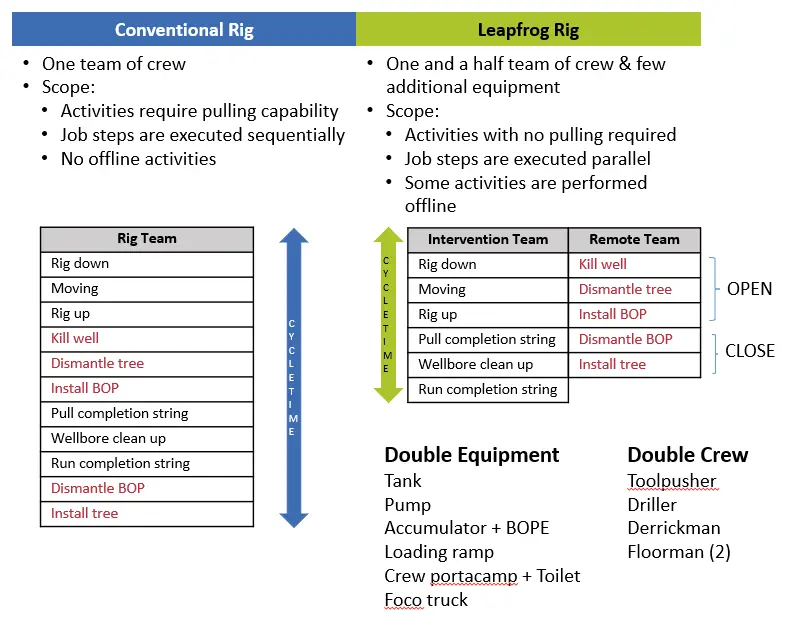 Conventional Rig
Leapfrog Rig
• One team of crew
• Scope:
• Activities require pulling capability
• Job steps are executed sequentially
• No offline activities
• One and a half team of crew & few
additional equipment
• Scope:
• Activities with no pulling required
• Job steps are executed parallel
• Some activities are performed
offline
Rig Team
Rig down
Moving
Rig up
Kill well
Dismantle tree
Install BOP
Pull completion string
Wellbore clean up
Run completion string
Dismantle BOP
Install tree
CYCLETIME
CYCLETIME
Intervention Team Remote Team
Rig down Kill well
Moving Dismantle tree
Rig up Install BOP
Pull completion string Dismantle BOP
Wellbore clean up Install tree
Run completion string
OPEN
CLOSE
Double Equipment
Tank
Pump
Accumulator + BOPE
Loading ramp
Crew portacamp + Toilet
Foco truck
Double Crew
Toolpusher
Driller
Derrickman
Floorman (2)